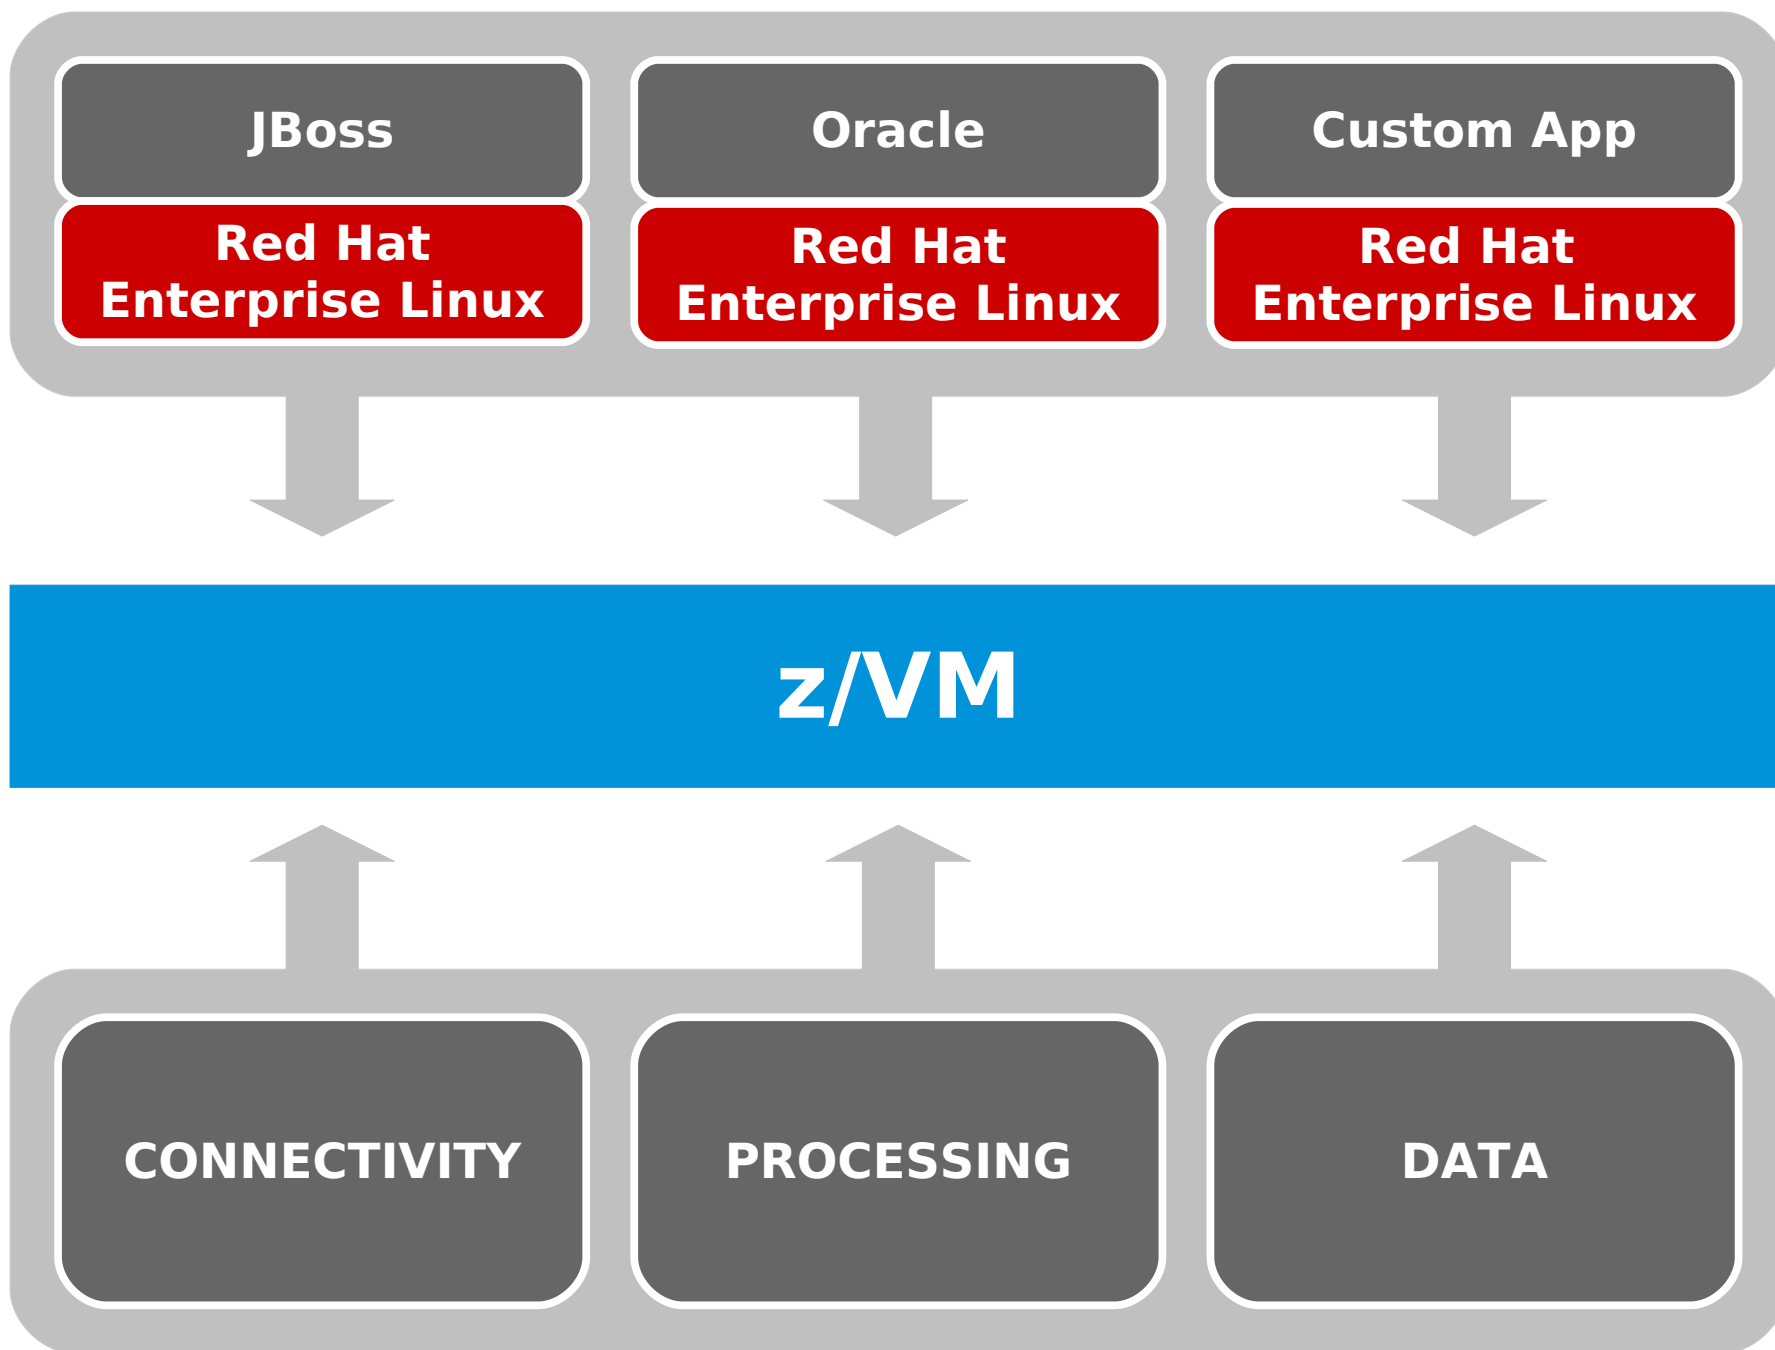 JBoss
Red Hat
Enterprise Linux
Oracle
Red Hat
Enterprise Linux
Custom App
Red Hat
Enterprise Linux
z/VM
CONNECTIVITY
PROCESSING
DATA